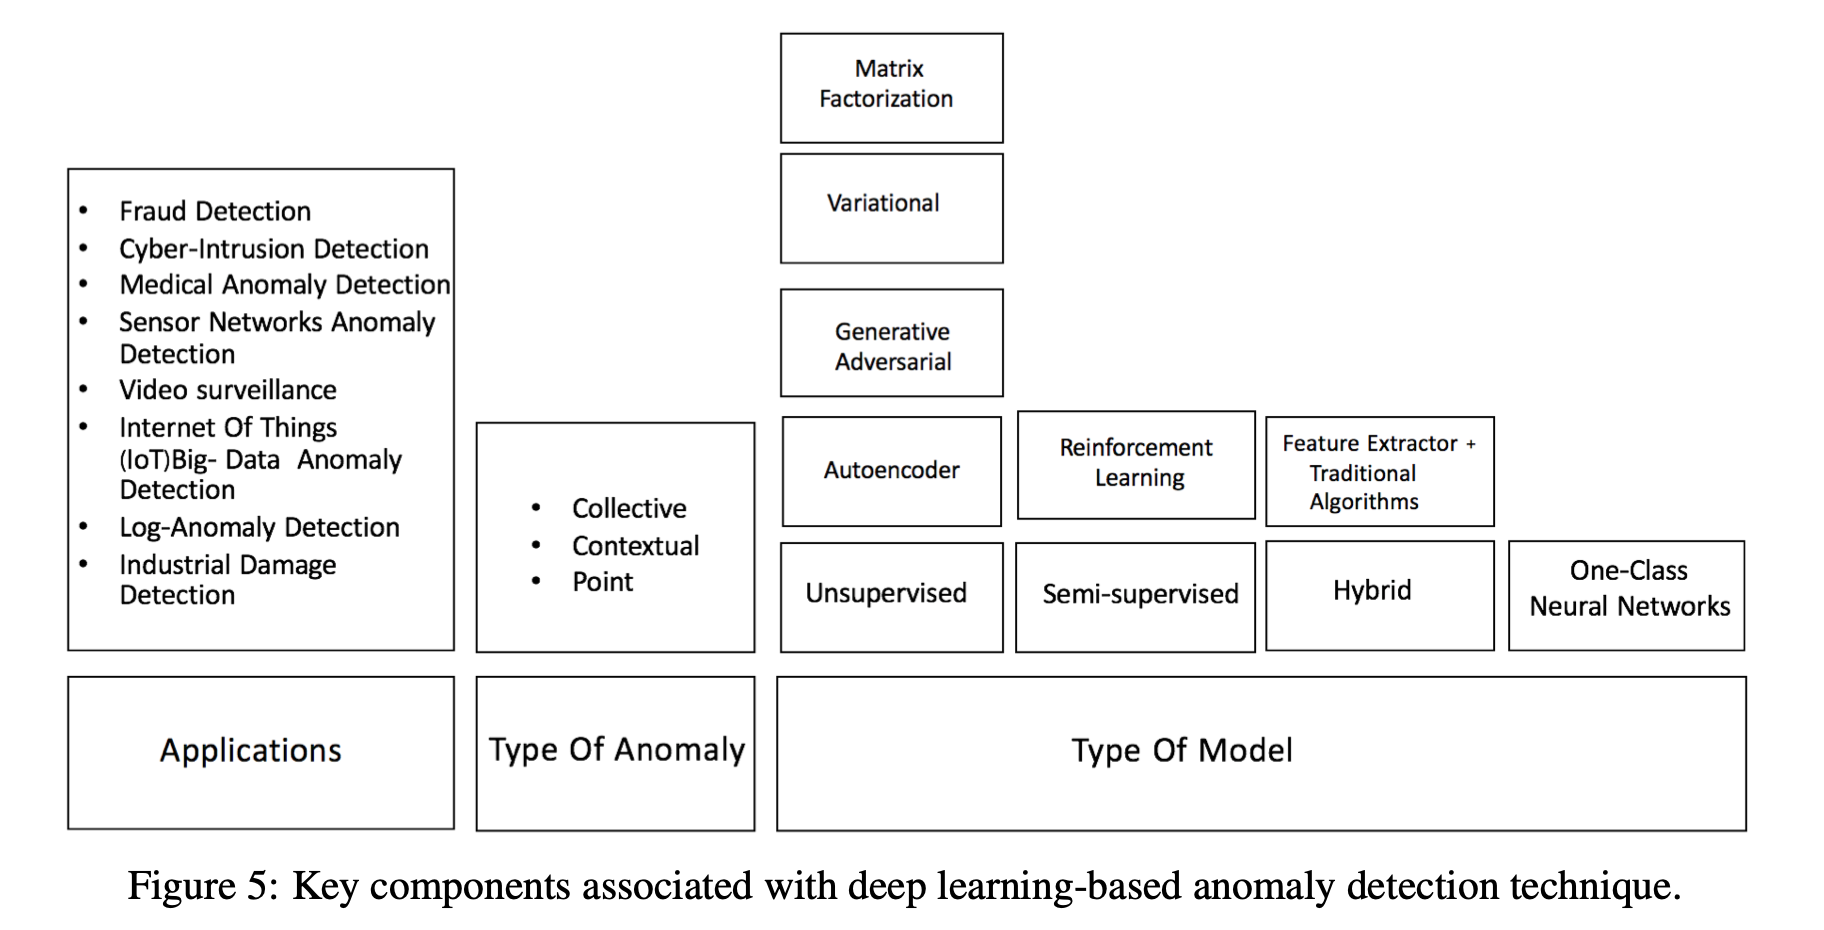 Matrix
Factorization
Variational
Generative
Adversarial
• Fraud Detection
• Cyber-Intrusion Detection
• Medical Anomaly Detection
• Sensor Networks Anomaly
Detection
• Video surveillance
• Internet Of Things
(IoT)Big- Data Anomaly
Detection
• Log-Anomaly Detection
• Industrial Damage
Detection
• Collective
• Contextual
• Point
Autoencoder
Reinforcement
Learning
Feature Extractor +
Traditional
Algorithms
Unsupervised
Semi-supervised
Hybrid
One-Class
Neural Networks
Applications
Type Of Anomaly
Type Of Model
Figure 5: Key components associated with deep learning-based anomaly detection technique.